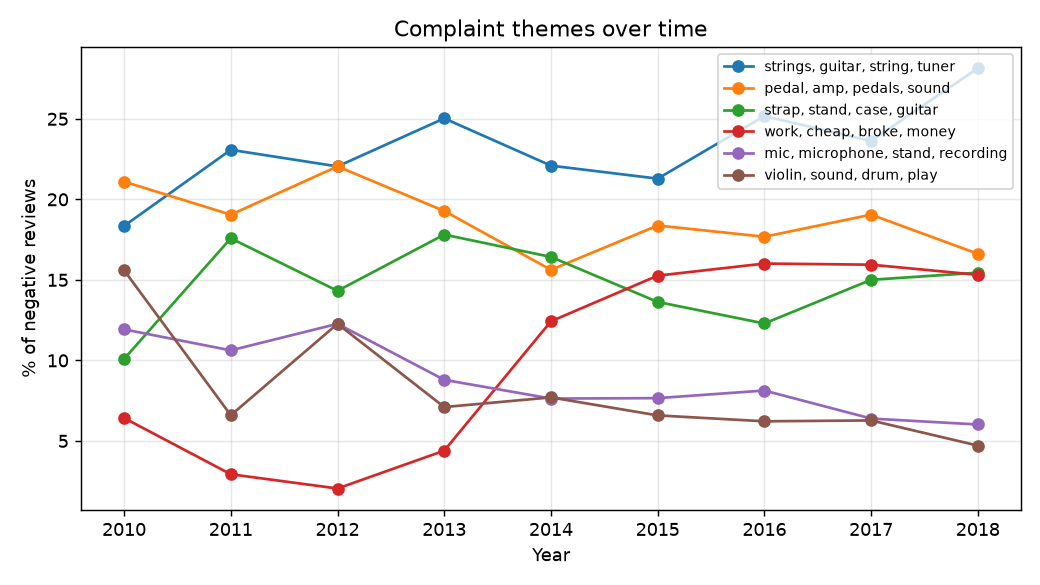 Complaint themes over time
strings, guitar, string, tuner
pedal, amp, pedals, sound
strap, stand, case, guitar
work, cheap, broke, money
mic, microphone, stand, recording
violin, sound, drum, play
% of negative reviews
25
20
15
10
5
2010 2011 2012 2013 2014 2015 2016 2017 2018
Year